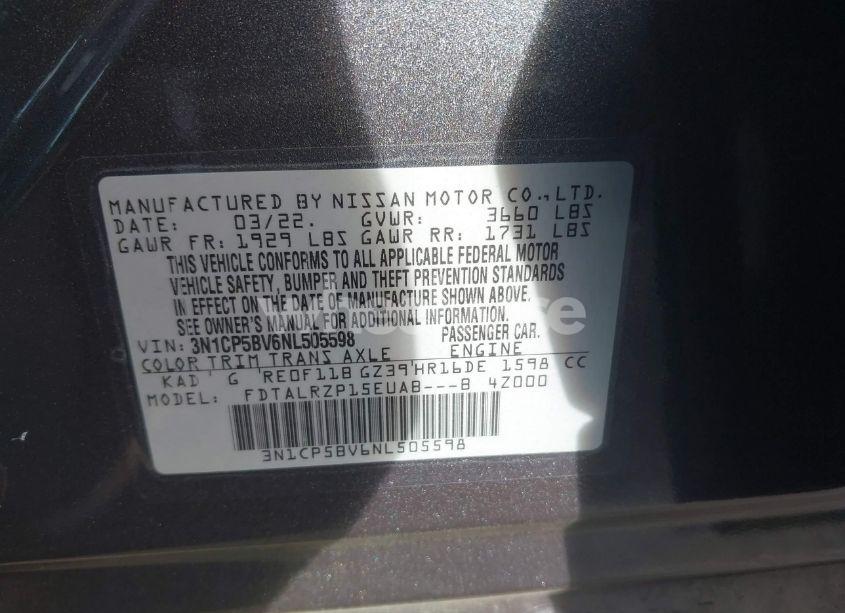 MANUFACTURED BY NISSAN MOTOR CO., LTD.
DATE: 03/22. GVWR: 3660 LBS
GAWR FR: 1929 LBS GAWR RR: 1731 LBS
THIS VEHICLE CONFORMS TO ALL APPLICABLE FEDERAL MOTOR
VEHICLE SAFETY, BUMPER AND THEFT PREVENTION STANDARDS
IN EFFECT ON THE DATE OF MANUFACTURE SHOWN ABOVE.
SEE OWNER'S MANUAL FOR ADDITIONAL INFORMATION.
VIN: 3N1CP5BV6NL505598 PASSENGER CAR.
COLOR TRIM TRANS AXLE ENGINE
KAD G RE0F11B GZ39 HR16DE 1598 CC
MODEL: FDTALRZP15EUAB---B 4Z000
3N1CP5BV6NL505598